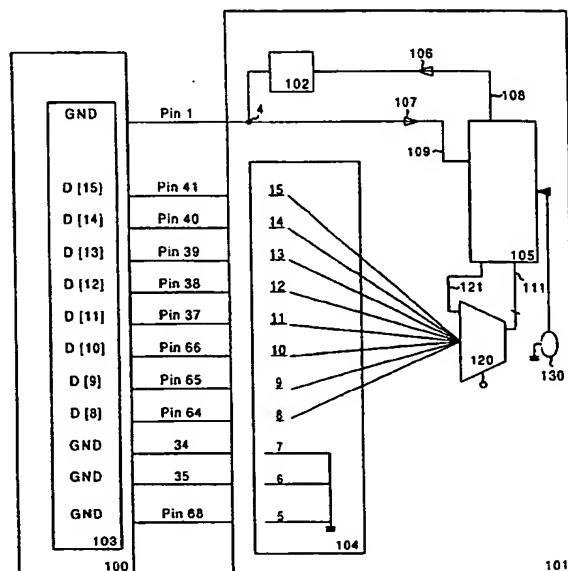 106
102
108
GND Pin 1 4 107
109
D [15] Pin 41 15
D [14] Pin 40 14
D [13] Pin 39 13
105
D [12] Pin 38 12 121 111
D [11] Pin 37 11
D [10] Pin 66 10 120 130
D [9] Pin 65 9
D [8] Pin 64 8
GND 34 7
GND 35 6
GND Pin 68 5
103 104
100 101